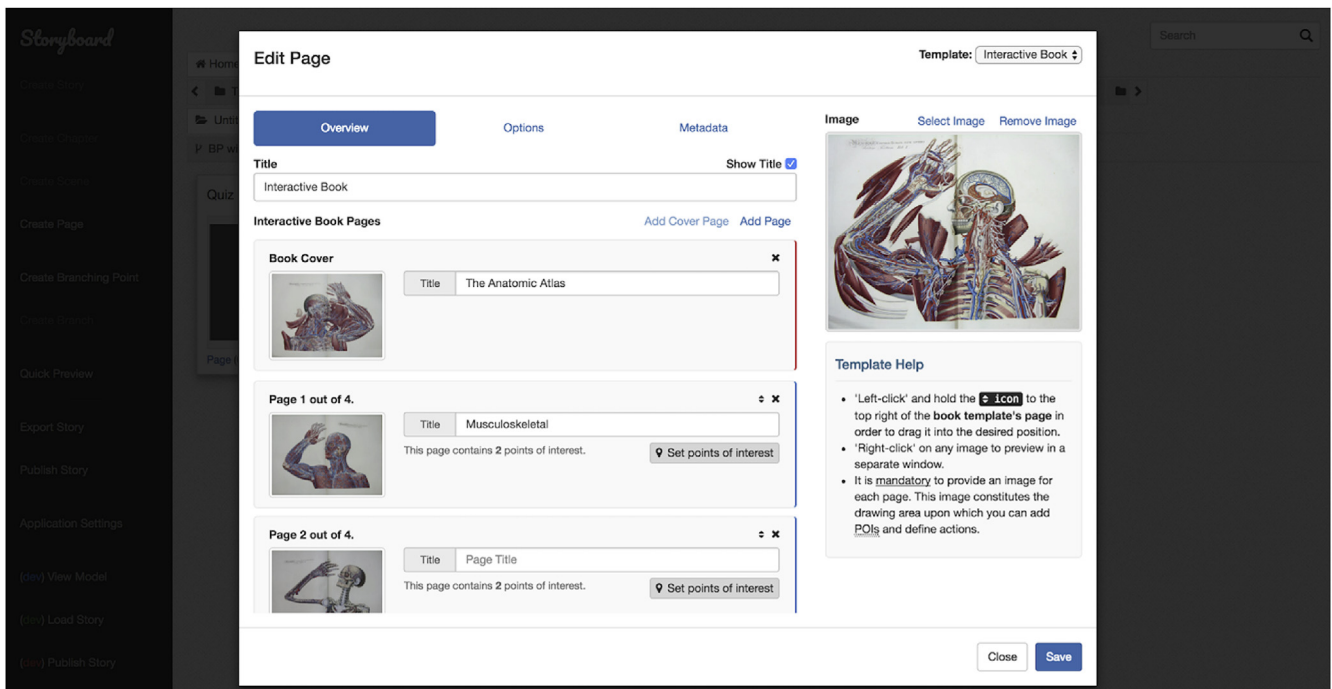 Storyboard
Create Story
Create Chapter
Create Scene
Create Page
Create Branching Point
Create Branch
Quick Preview
Export Story
Publish Story
Application Settings
(dev) View Model
(dev) Load Story
(dev) Publish Story
Search
Home
Quiz
Edit Page
Template: Interactive Book
Overview
Options
Metadata
Title
Show Title
Interactive Book
Interactive Book Pages
Add Cover Page Add Page
Book Cover
Title The Anatomic Atlas
Page 1 out of 4.
Title Musculoskeletal
This page contains 2 points of interest.
Set points of interest
Page 2 out of 4.
Title Page Title
This page contains 2 points of interest.
Set points of interest
Image
Select Image Remove Image
Template Help
'Left-click' and hold the icon to the
top right of the book template's page in
order to drag it into the desired position.
'Right-click' on any image to preview in a
separate window.
It is mandatory to provide an image for
each page. This image constitutes the
drawing area upon which you can add
POIs and define actions.
Close
Save